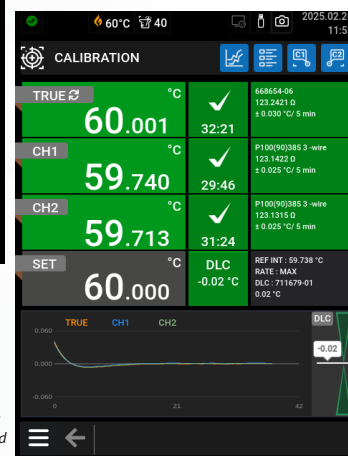 60°C 40 2025.02.2
11:5
CALIBRATION C1 C2
TRUE °C
60.001
32:21
668654-06
123.2421 Ω
± 0.030 °C/ 5 min
CH1 °C
59.740
29:46
P100(90)385 3 -wire
123.1422 Ω
± 0.025 °C/ 5 min
CH2 °C
59.713
31:24
P100(90)385 3 -wire
123.1315 Ω
± 0.025 °C/ 5 min
SET °C
60.000
DLC
-0.02 °C
REF INT : 59.738 °C
RATE : MAX
DLC : 711679-01
0.02 °C
TRUE CH1 CH2
0.060
0.000
-0.060
0 21 42
DLC
-0.02
d